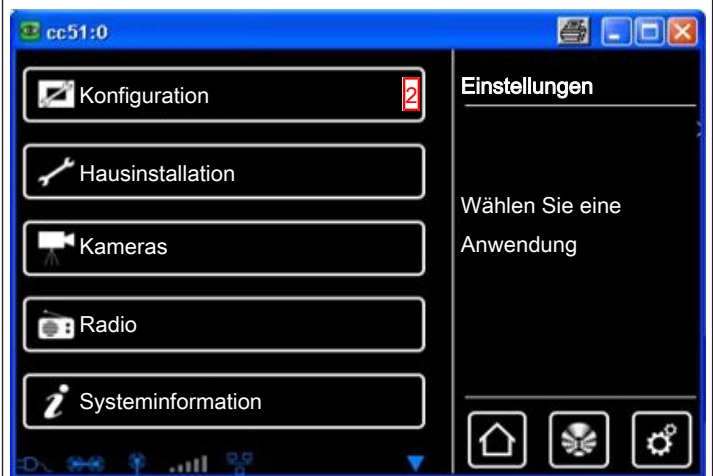 cc51:0
Konfiguration 2
Hausinstallation
Kameras
Radio
Systeminformation
Einstellungen
Wählen Sie eine
Anwendung